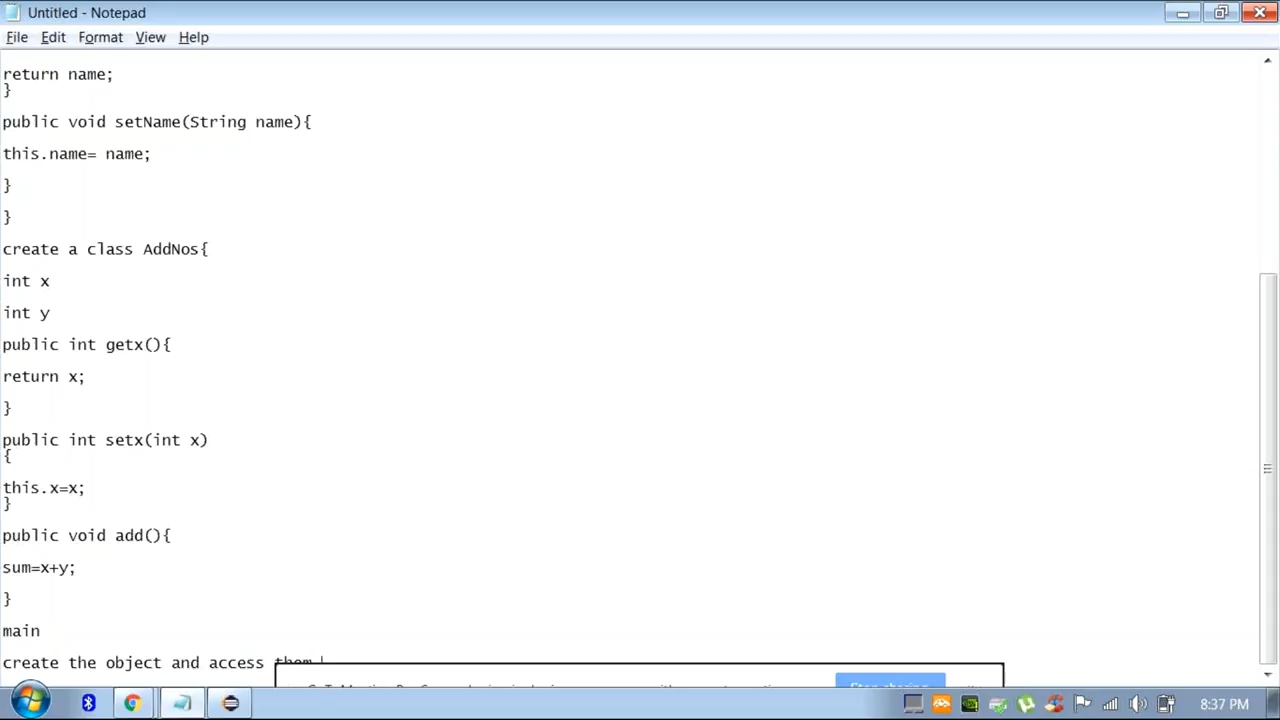 Untitled - Notepad
File Edit Format View Help
return name;
}
public void setName(String name){
this.name= name;
}
}
create a class AddNos{
int x
int y
public int getx(){
return x;
}
public int setx(int x)
{
this.x=x;
}
public void add(){
sum=x+y;
}
main
create the object and access them
Stop sharing
8:37 PM